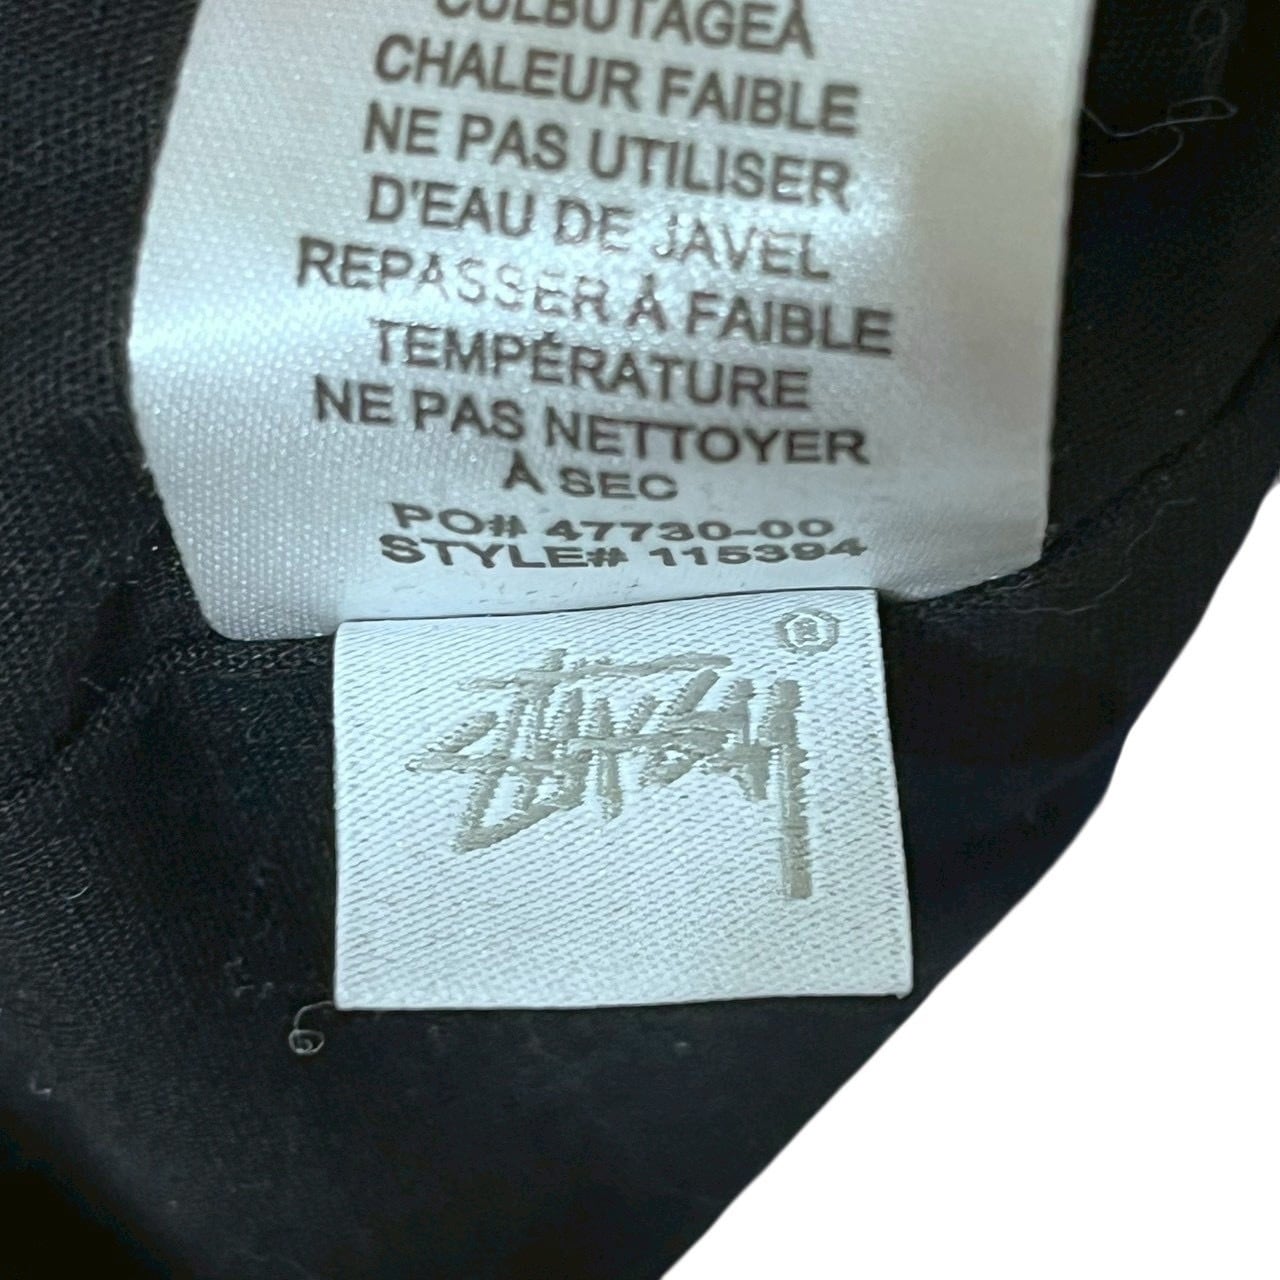 CULBUTAGEÀ
CHALEUR FAIBLE
NE PAS UTILISER
D'EAU DE JAVEL
REPASSER À FAIBLE
TEMPÉRATURE
NE PAS NETTOYER
À SEC
PO# 47730-00
STYLE# 115394
®
Stüssy